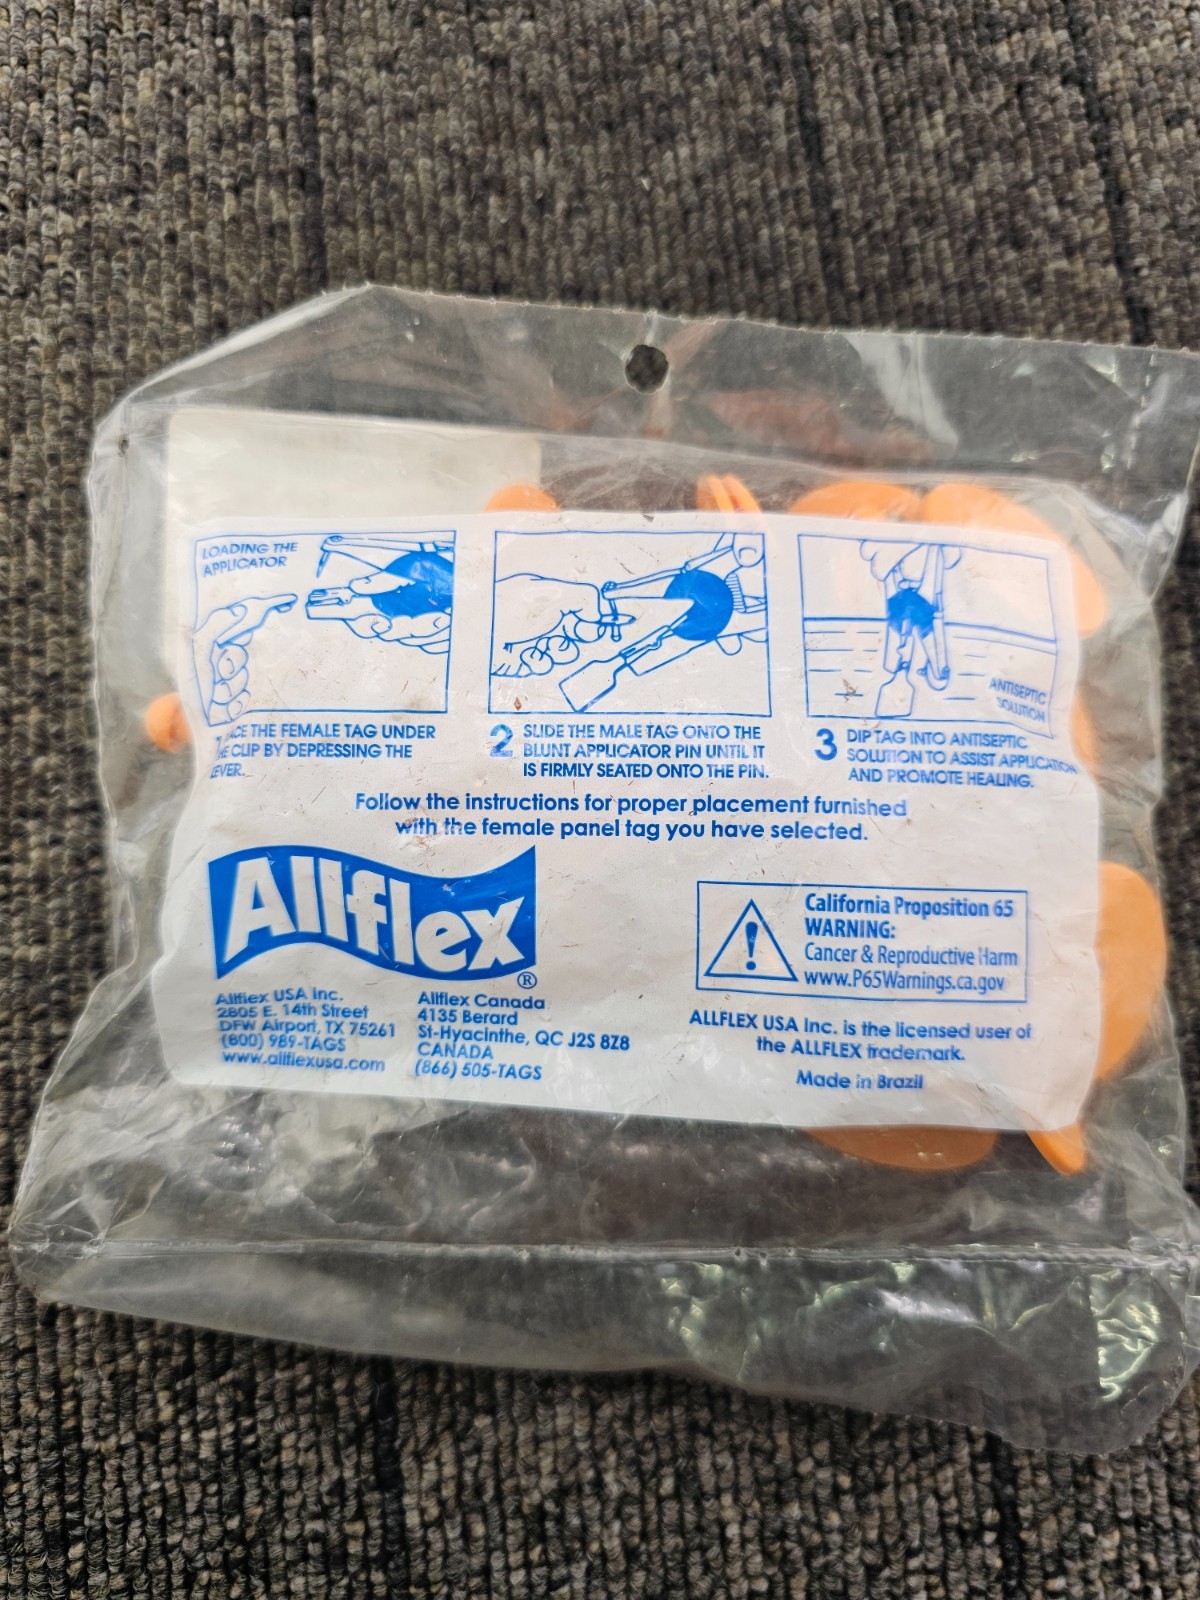 LOADING THE
APPLICATOR
ANTISEPTIC
SOLUTION
THE FEMALE TAG UNDER
CLIP BY DEPRESSING THE
2 SLIDE THE MALE TAG ONTO THE
BLUNT APPLICATOR PIN UNTIL IT
IS FIRMLY SEATED ONTO THE PIN.
3 DIP TAG INTO ANTISEPTIC
SOLUTION TO ASSIST APPLICATION
AND PROMOTE HEALING.
Follow the instructions for proper placement furnished
with the female panel tag you have selected.
Allflex®
Allflex USA Inc.
2805 E. 14th Street
DFW Airport, TX 75261
(800) 989-TAGS
www.allflexusa.com
Allflex Canada
4135 Berard
St-Hyacinthe, QC J2S 8Z8
CANADA
(866) 505-TAGS
California Proposition 65
WARNING:
Cancer & Reproductive Harm
www.P65Warnings.ca.gov
ALLFLEX USA Inc. is the licensed user of
the ALLFLEX trademark.
Made in Brazil